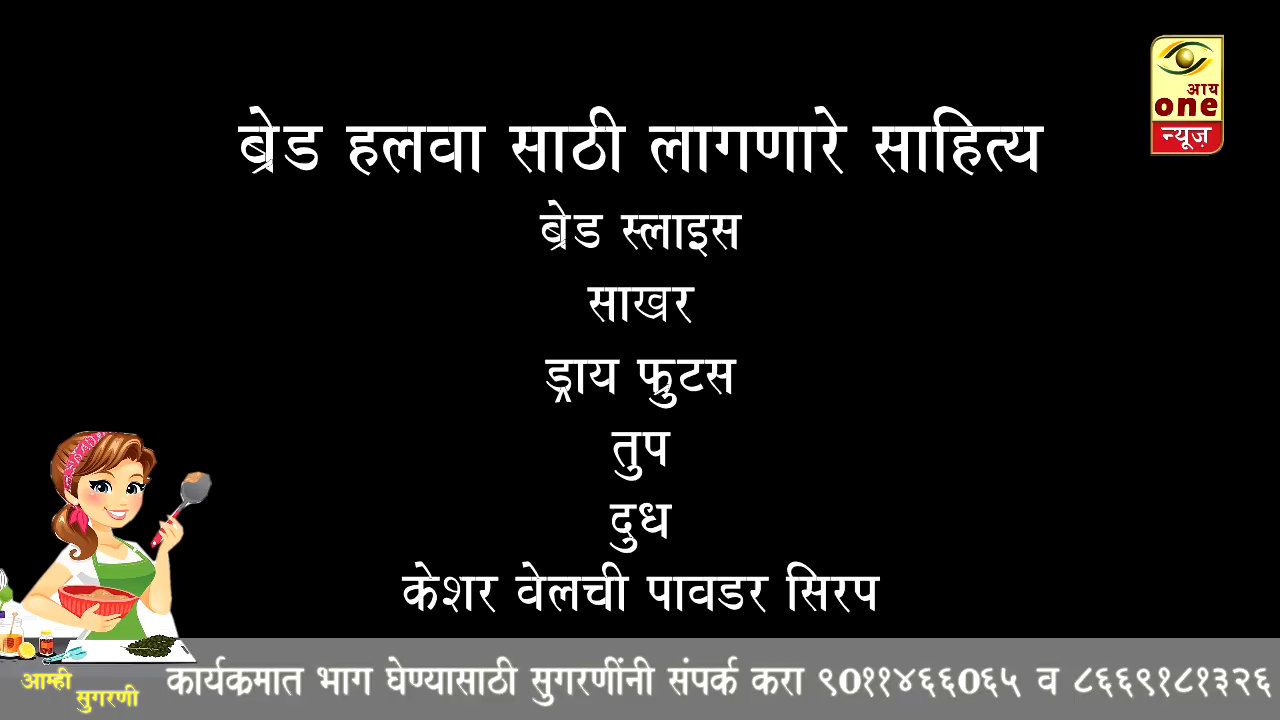 आय
one
न्यूज़
ब्रेड हलवा साठी लागणारे साहित्य
ब्रेड स्लाइस
साखर
ड्राय फ्रुटस
तुप
दुध
केशर वेलची पावडर सिरप
आम्ही
सुगरणी
कार्यक्रमात भाग घेण्यासाठी सुगरणींनी संपर्क करा ९0११४६६0६५ व ८६६९१८१३२६